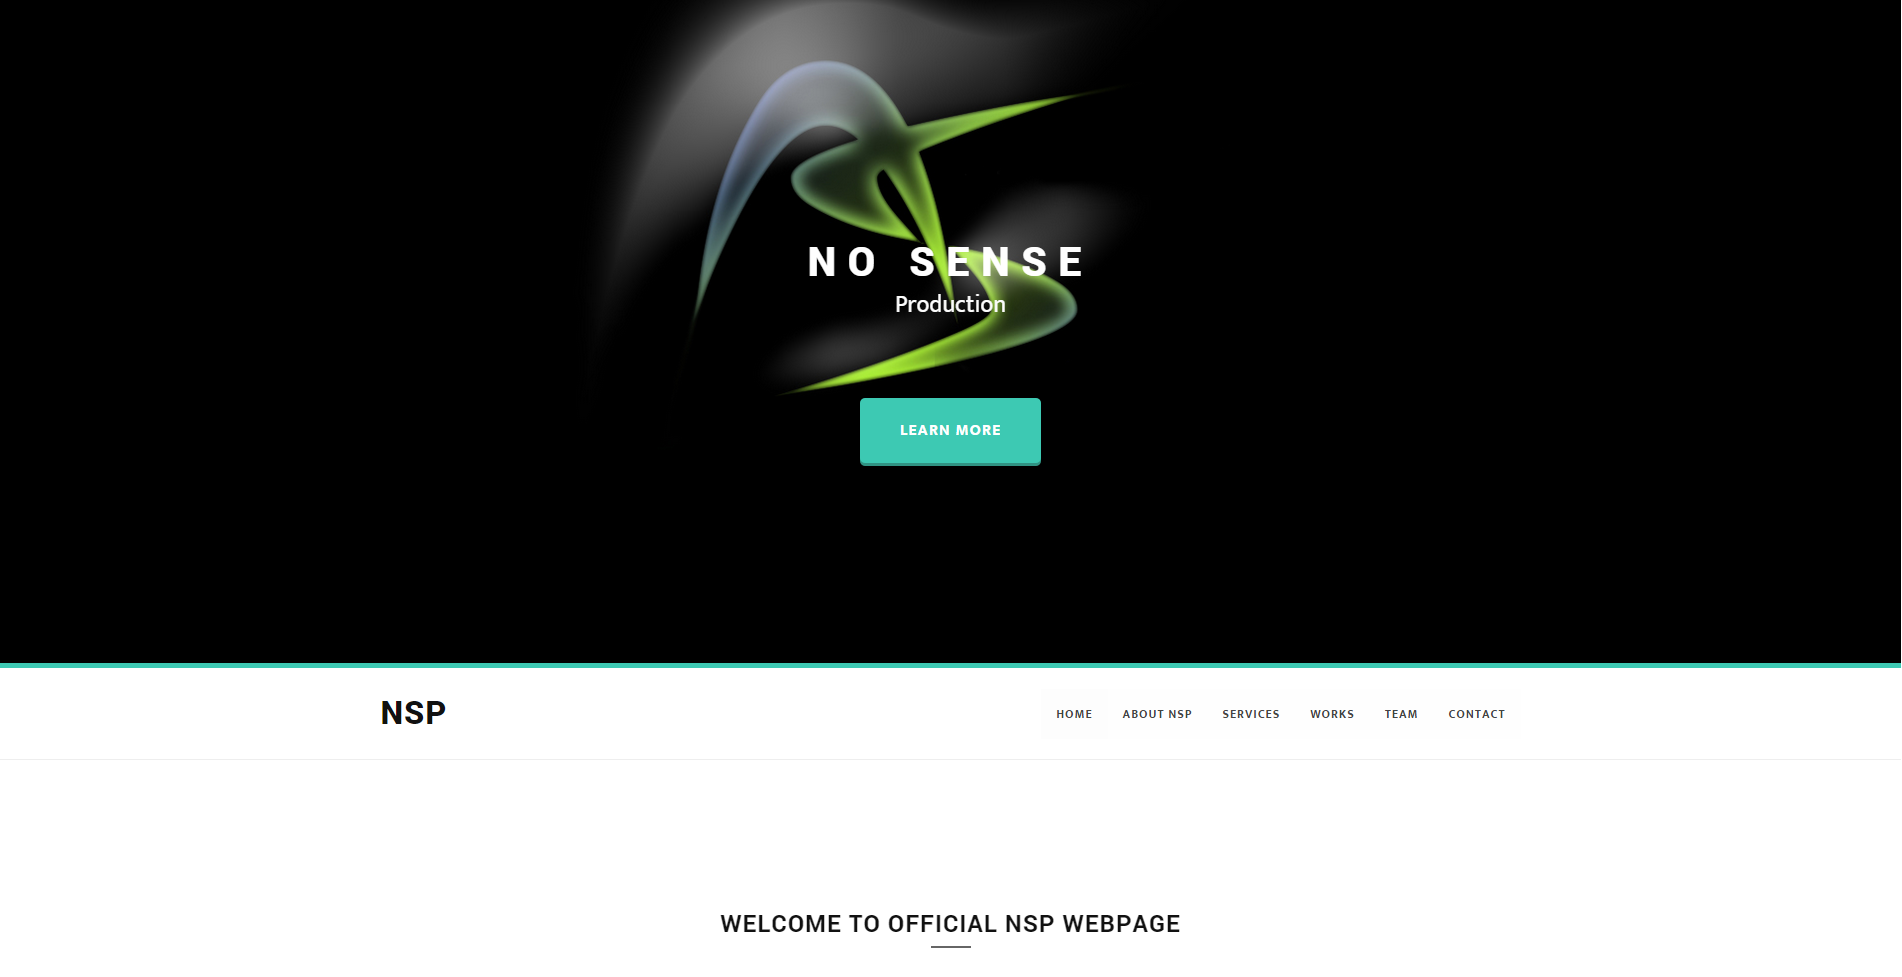 NO SENSE
Production
LEARN MORE
NSP
HOME ABOUT NSP SERVICES WORKS TEAM CONTACT
WELCOME TO OFFICIAL NSP WEBPAGE